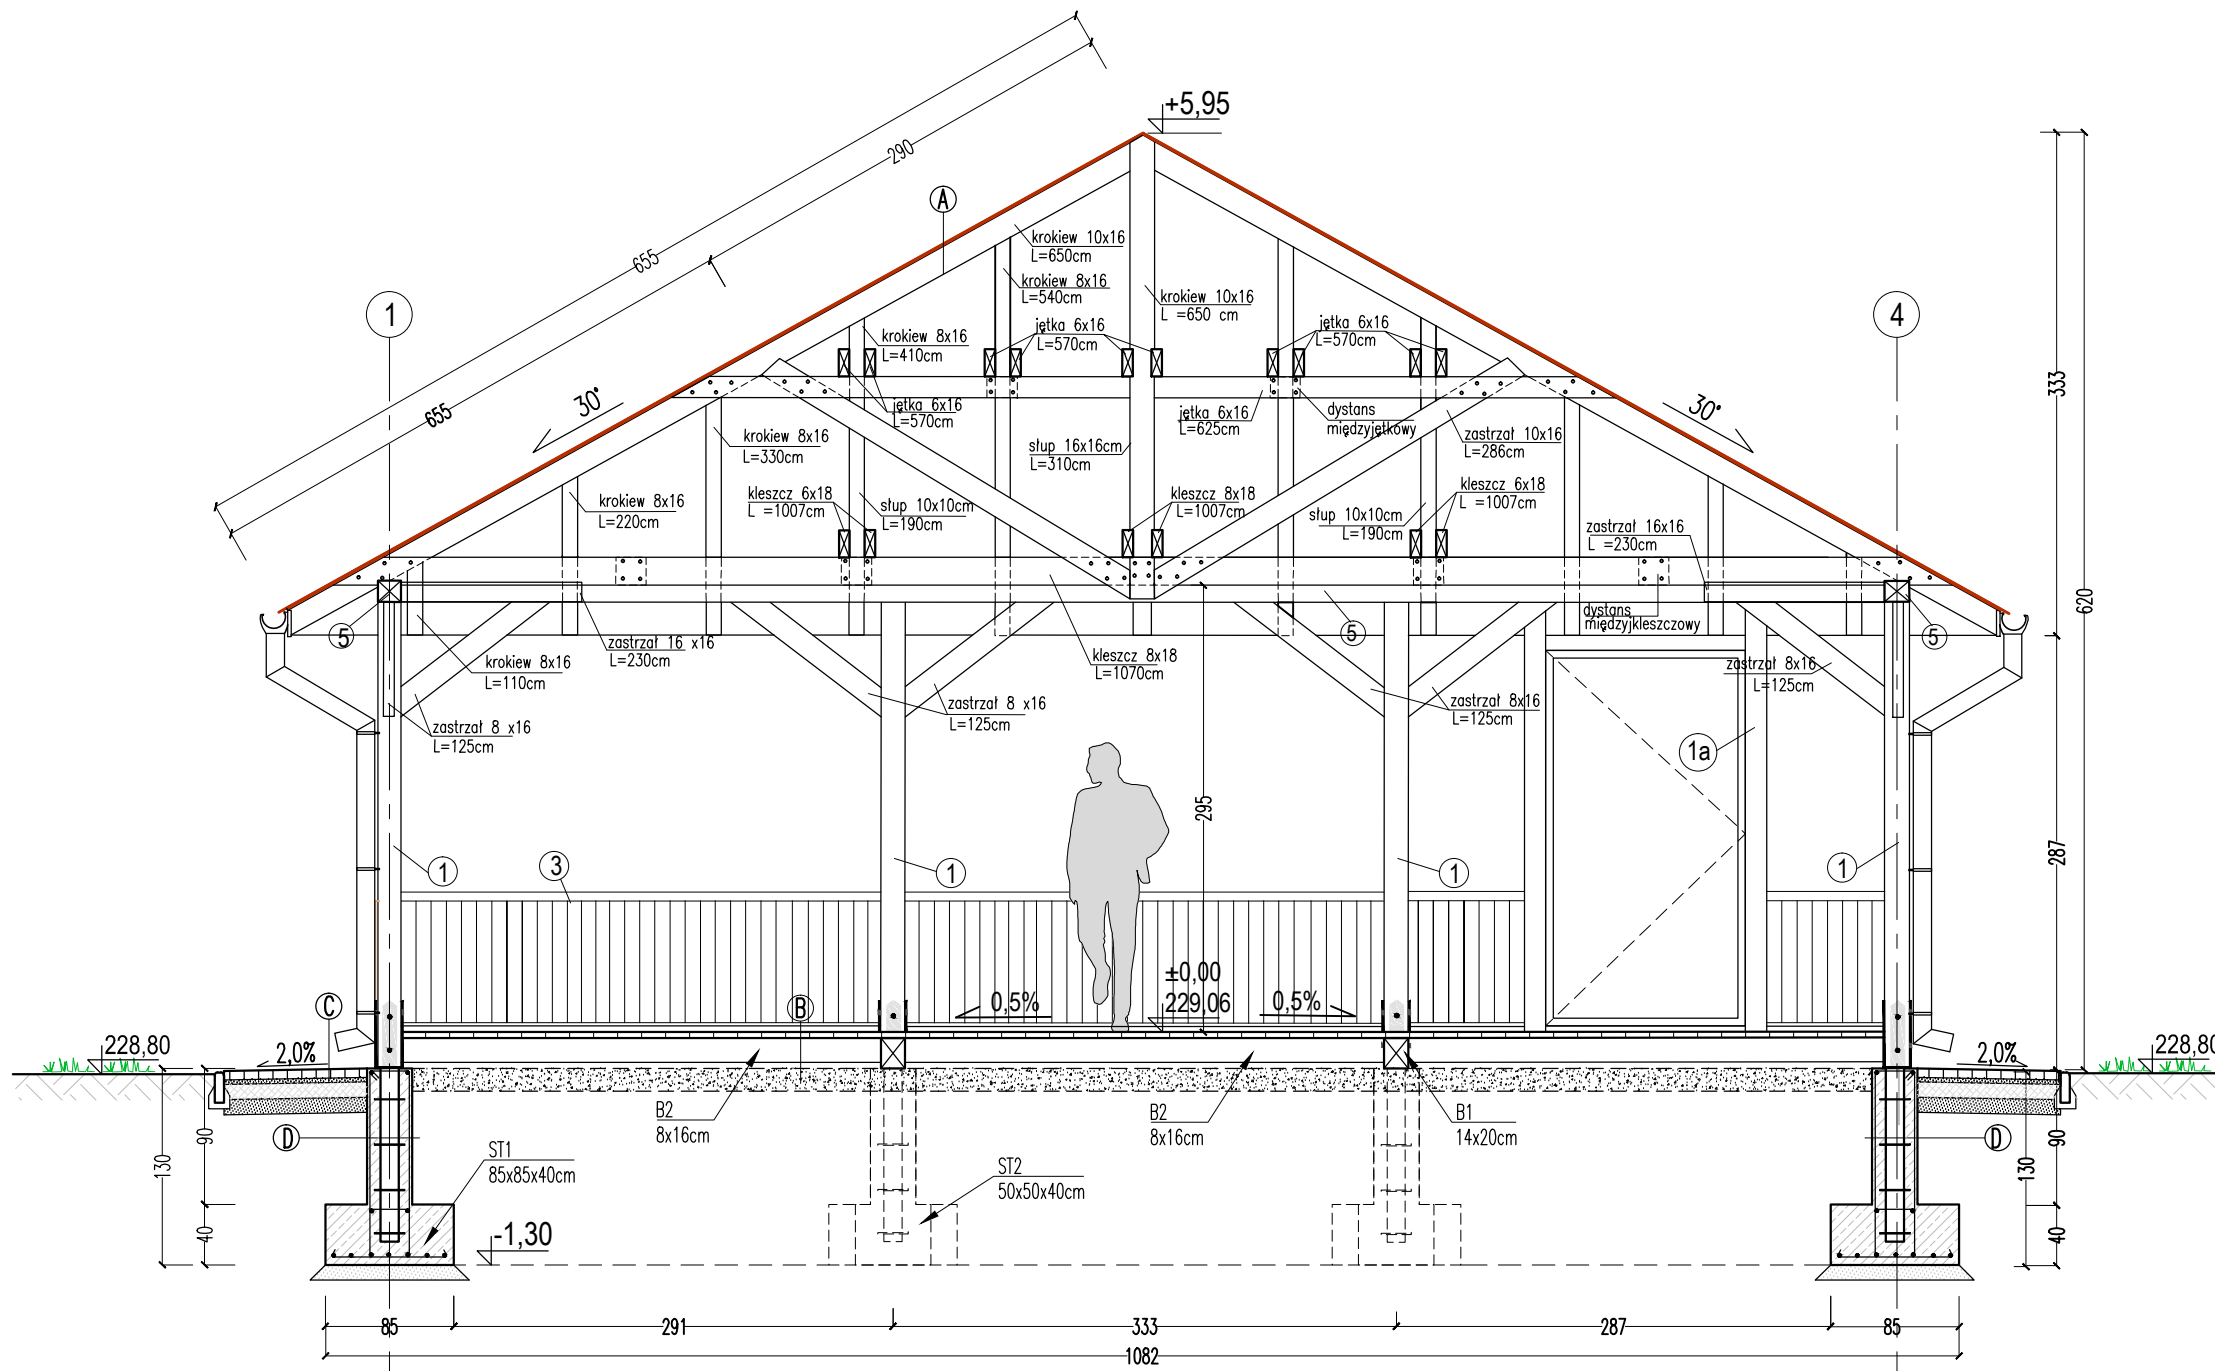 +5,95
290
655
655
A
1
4
30°
30°
krokiew 10x16
L=650cm
krokiew 8x16
L=540cm
krokiew 10x16
L =650 cm
jętka 6x16
L=570cm
jętka 6x16
L=570cm
krokiew 8x16
L=410cm
jętka 6x16
L=570cm
jętka 6x16
L=625cm
dystans
międzyjętkowy
krokiew 8x16
L=330cm
słup 16x16cm
L=310cm
zastrzał 10x16
L=286cm
krokiew 8x16
L=220cm
kleszcz 6x18
L =1007cm
słup 10x10cm
L=190cm
kleszcz 8x18
L=1007cm
słup 10x10cm
L=190cm
kleszcz 6x18
L =1007cm
zastrzał 16x16
L =230cm
dystans
międzyjkleszczowy
5
5
5
zastrzał 16 x16
L=230cm
krokiew 8x16
L=110cm
kleszcz 8x18
L=1070cm
zastrzał 8x16
L=125cm
zastrzał 8 x16
L=125cm
zastrzał 8 x16
L=125cm
zastrzał 8x16
L=125cm
1a
295
333
620
287
1
3
1
1
1
±0,00
229,06
0,5%
0,5%
C
B
228,80
2,0%
2,0%
228,80
B2
8x16cm
B2
8x16cm
B1
14x20cm
D
D
90
130
40
90
130
40
ST1
85x85x40cm
ST2
50x50x40cm
-1,30
85
291
333
287
85
1082